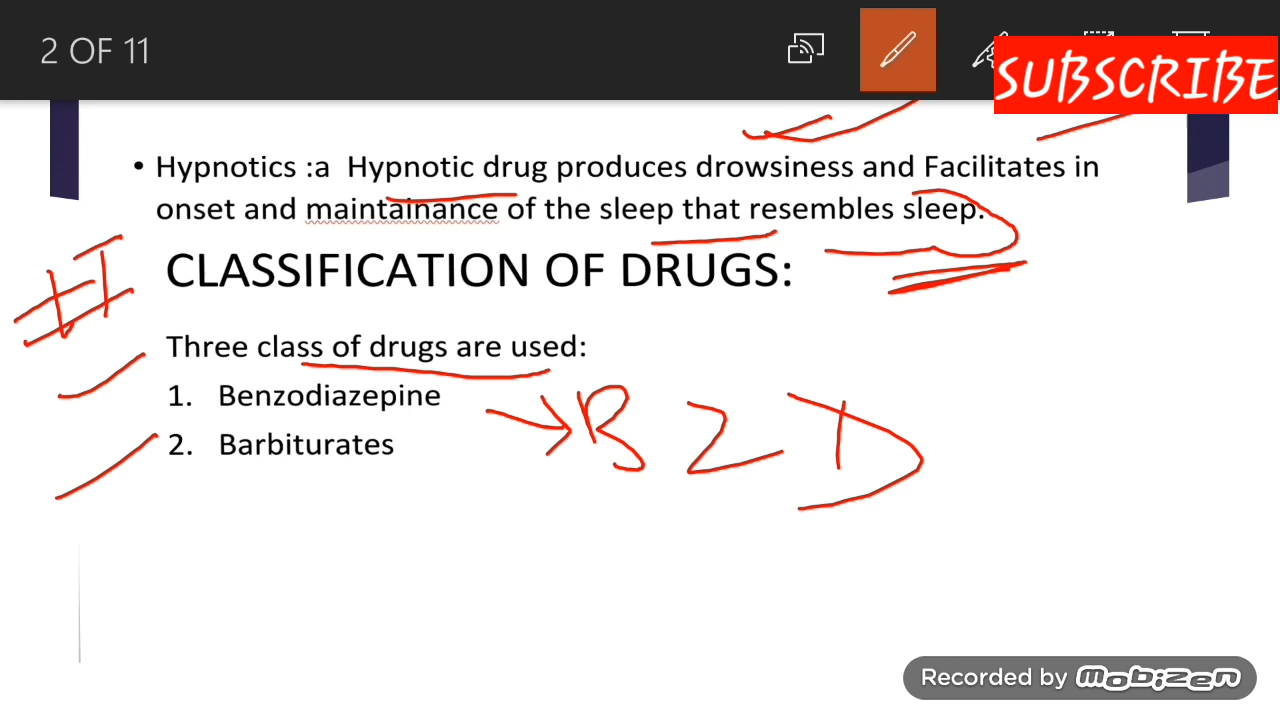 2 OF 11
SUBSCRIBE
• Hypnotics :a Hypnotic drug produces drowsiness and Facilitates in
onset and maintainance of the sleep that resembles sleep.
CLASSIFICATION OF DRUGS:
Three class of drugs are used:
1. Benzodiazepine
2. Barbiturates
BZD
Recorded by mobizen